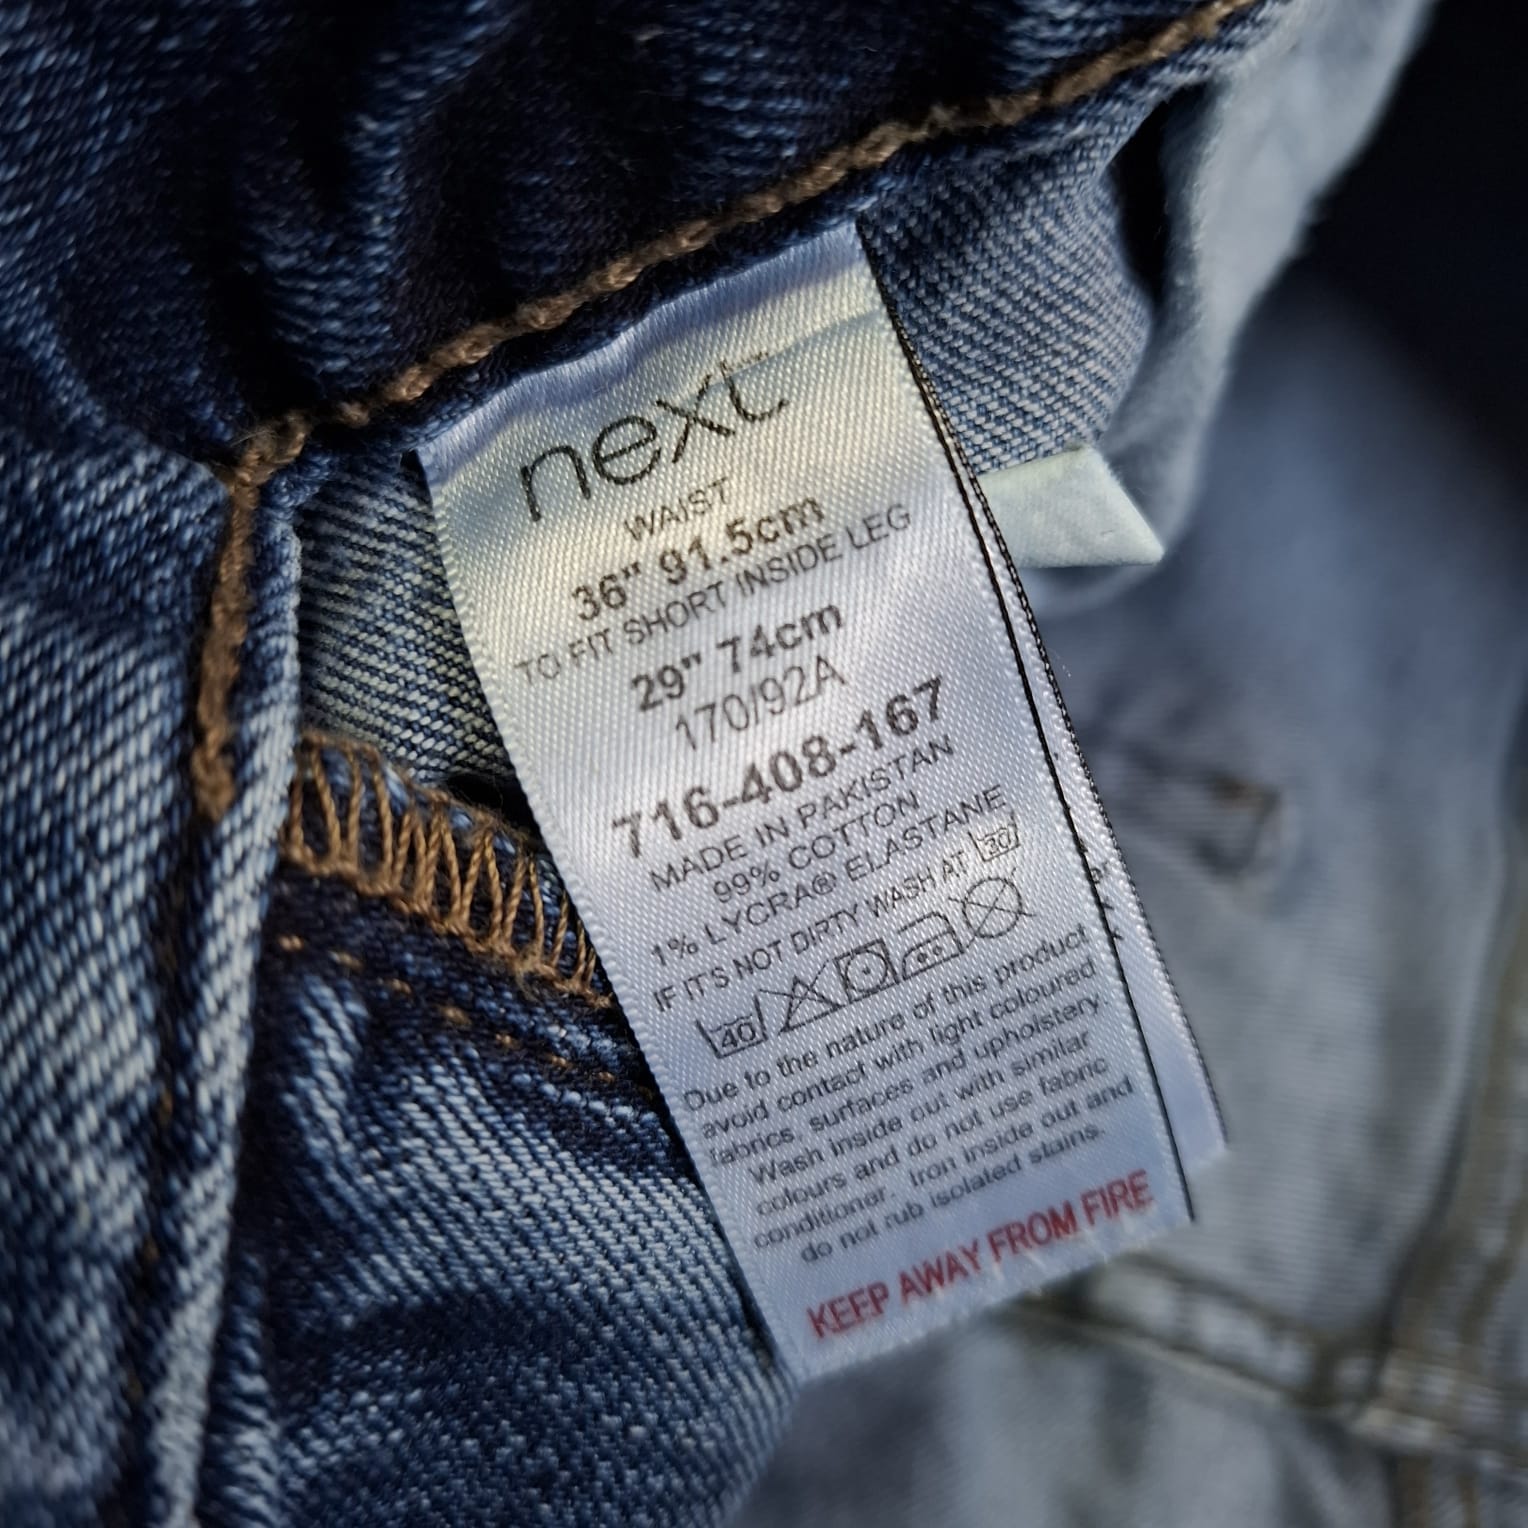 next™
WAIST
36" 91.5cm
TO FIT SHORT INSIDE LEG
29" 74cm
170/92A
716-408-167
MADE IN PAKISTAN
99% COTTON
1% LYCRA® ELASTANE
IF IT'S NOT DIRTY WASH AT 30
40
Due to the nature of this product
avoid contact with light coloured
fabrics, surfaces and upholstery.
Wash inside out with similar
colours and do not use fabric
conditioner. Iron inside out and
do not rub isolated stains.
KEEP AWAY FROM FIRE